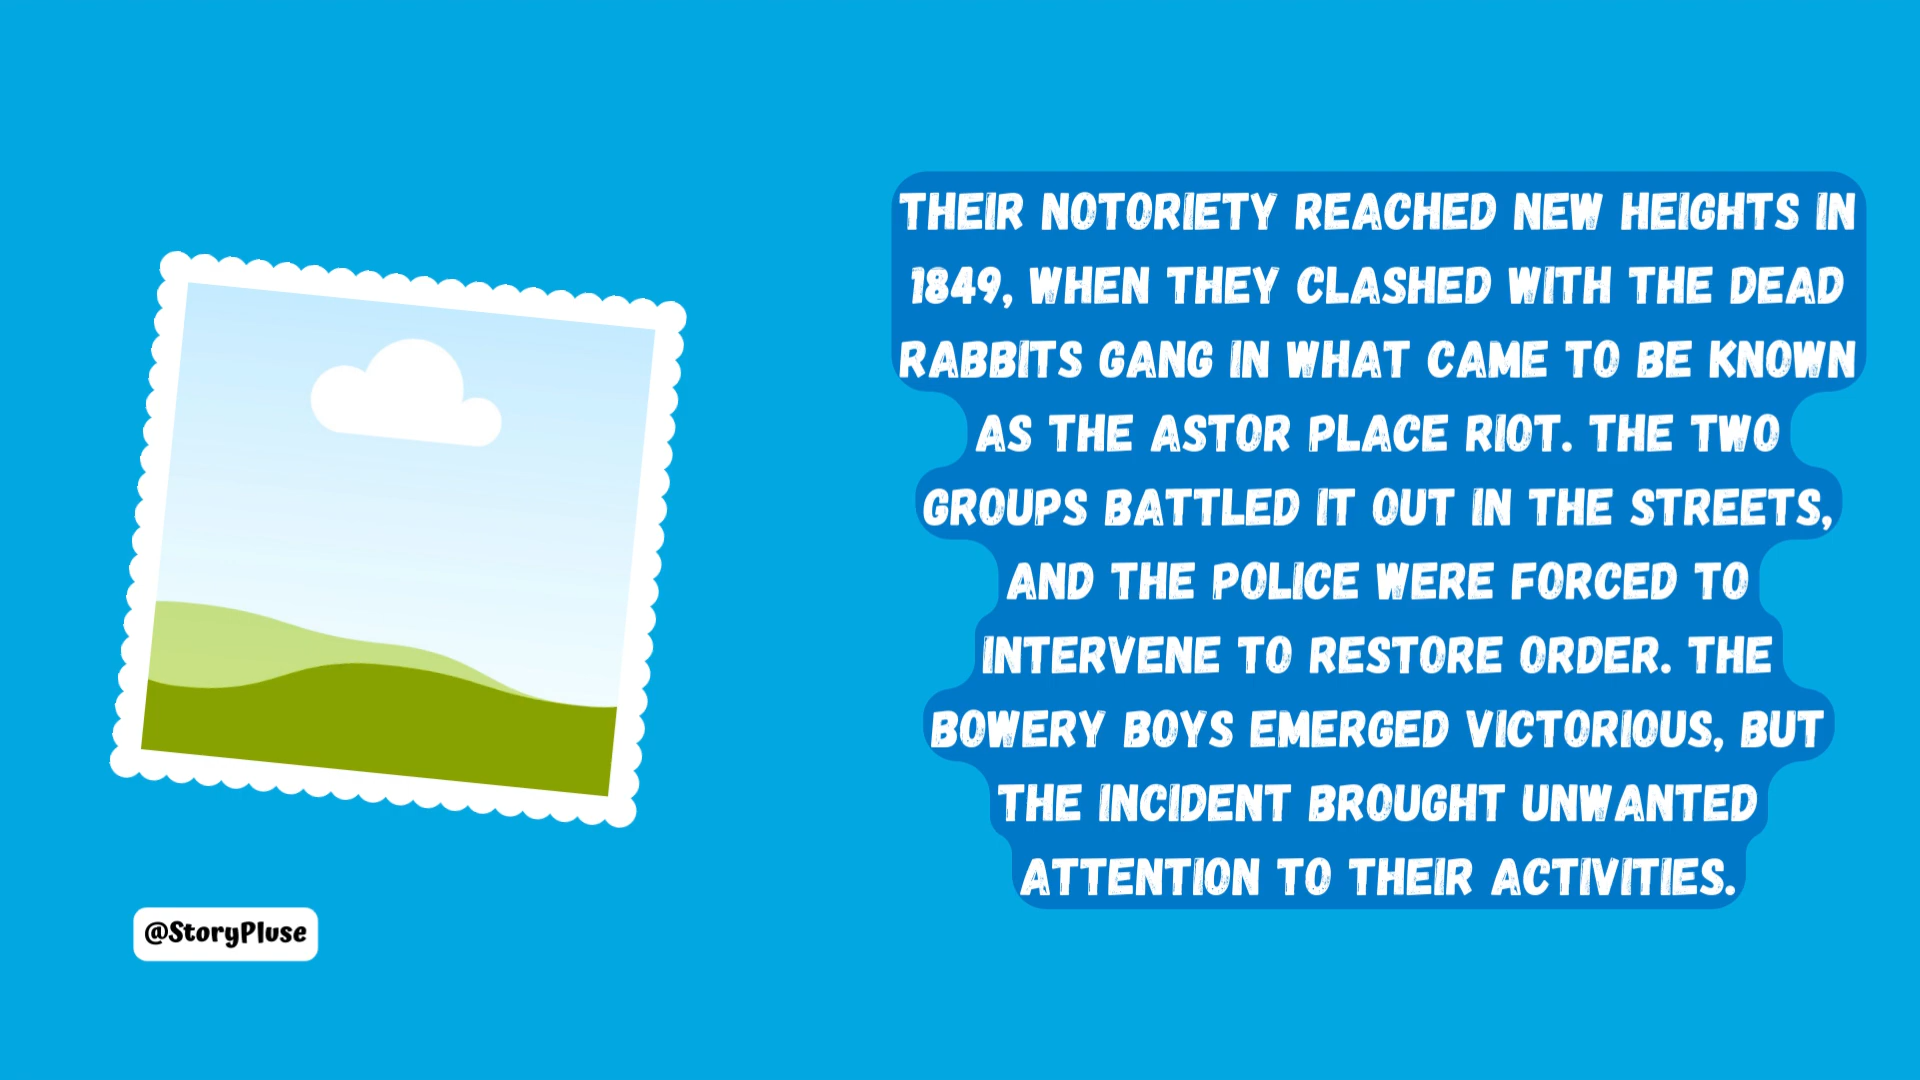 THEIR NOTORIETY REACHED NEW HEIGHTS IN
1849, WHEN THEY CLASHED WITH THE DEAD
RABBITS GANG IN WHAT CAME TO BE KNOWN
AS THE ASTOR PLACE RIOT. THE TWO
GROUPS BATTLED IT OUT IN THE STREETS,
AND THE POLICE WERE FORCED TO
INTERVENE TO RESTORE ORDER. THE
BOWERY BOYS EMERGED VICTORIOUS, BUT
THE INCIDENT BROUGHT UNWANTED
ATTENTION TO THEIR ACTIVITIES.
@StoryPluse